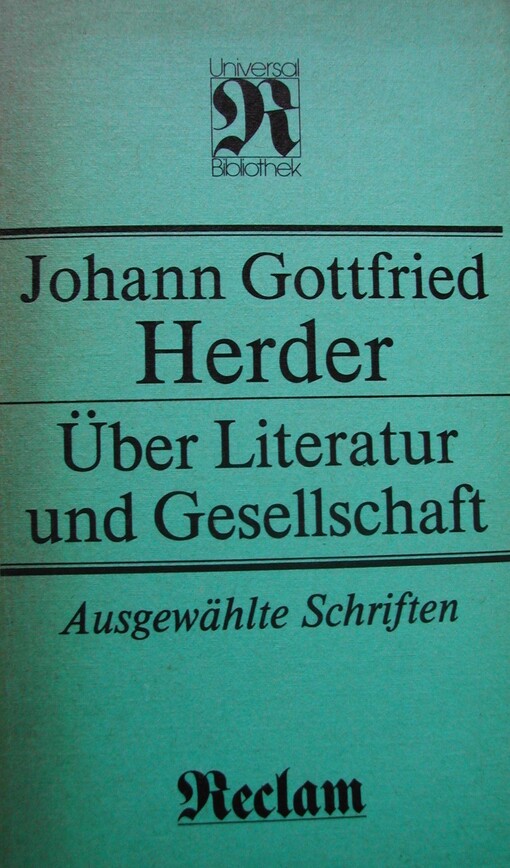 Universal
R
Bibliothek
Johann Gottfried
Herder
Über Literatur
und Gesellschaft
Ausgewählte Schriften
Reclam